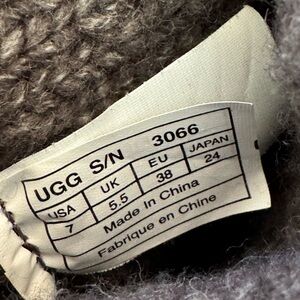 UGG S/N 3066
USA UK EU JAPAN
7 5.5 38 24
Made In China
Fabrique en Chine